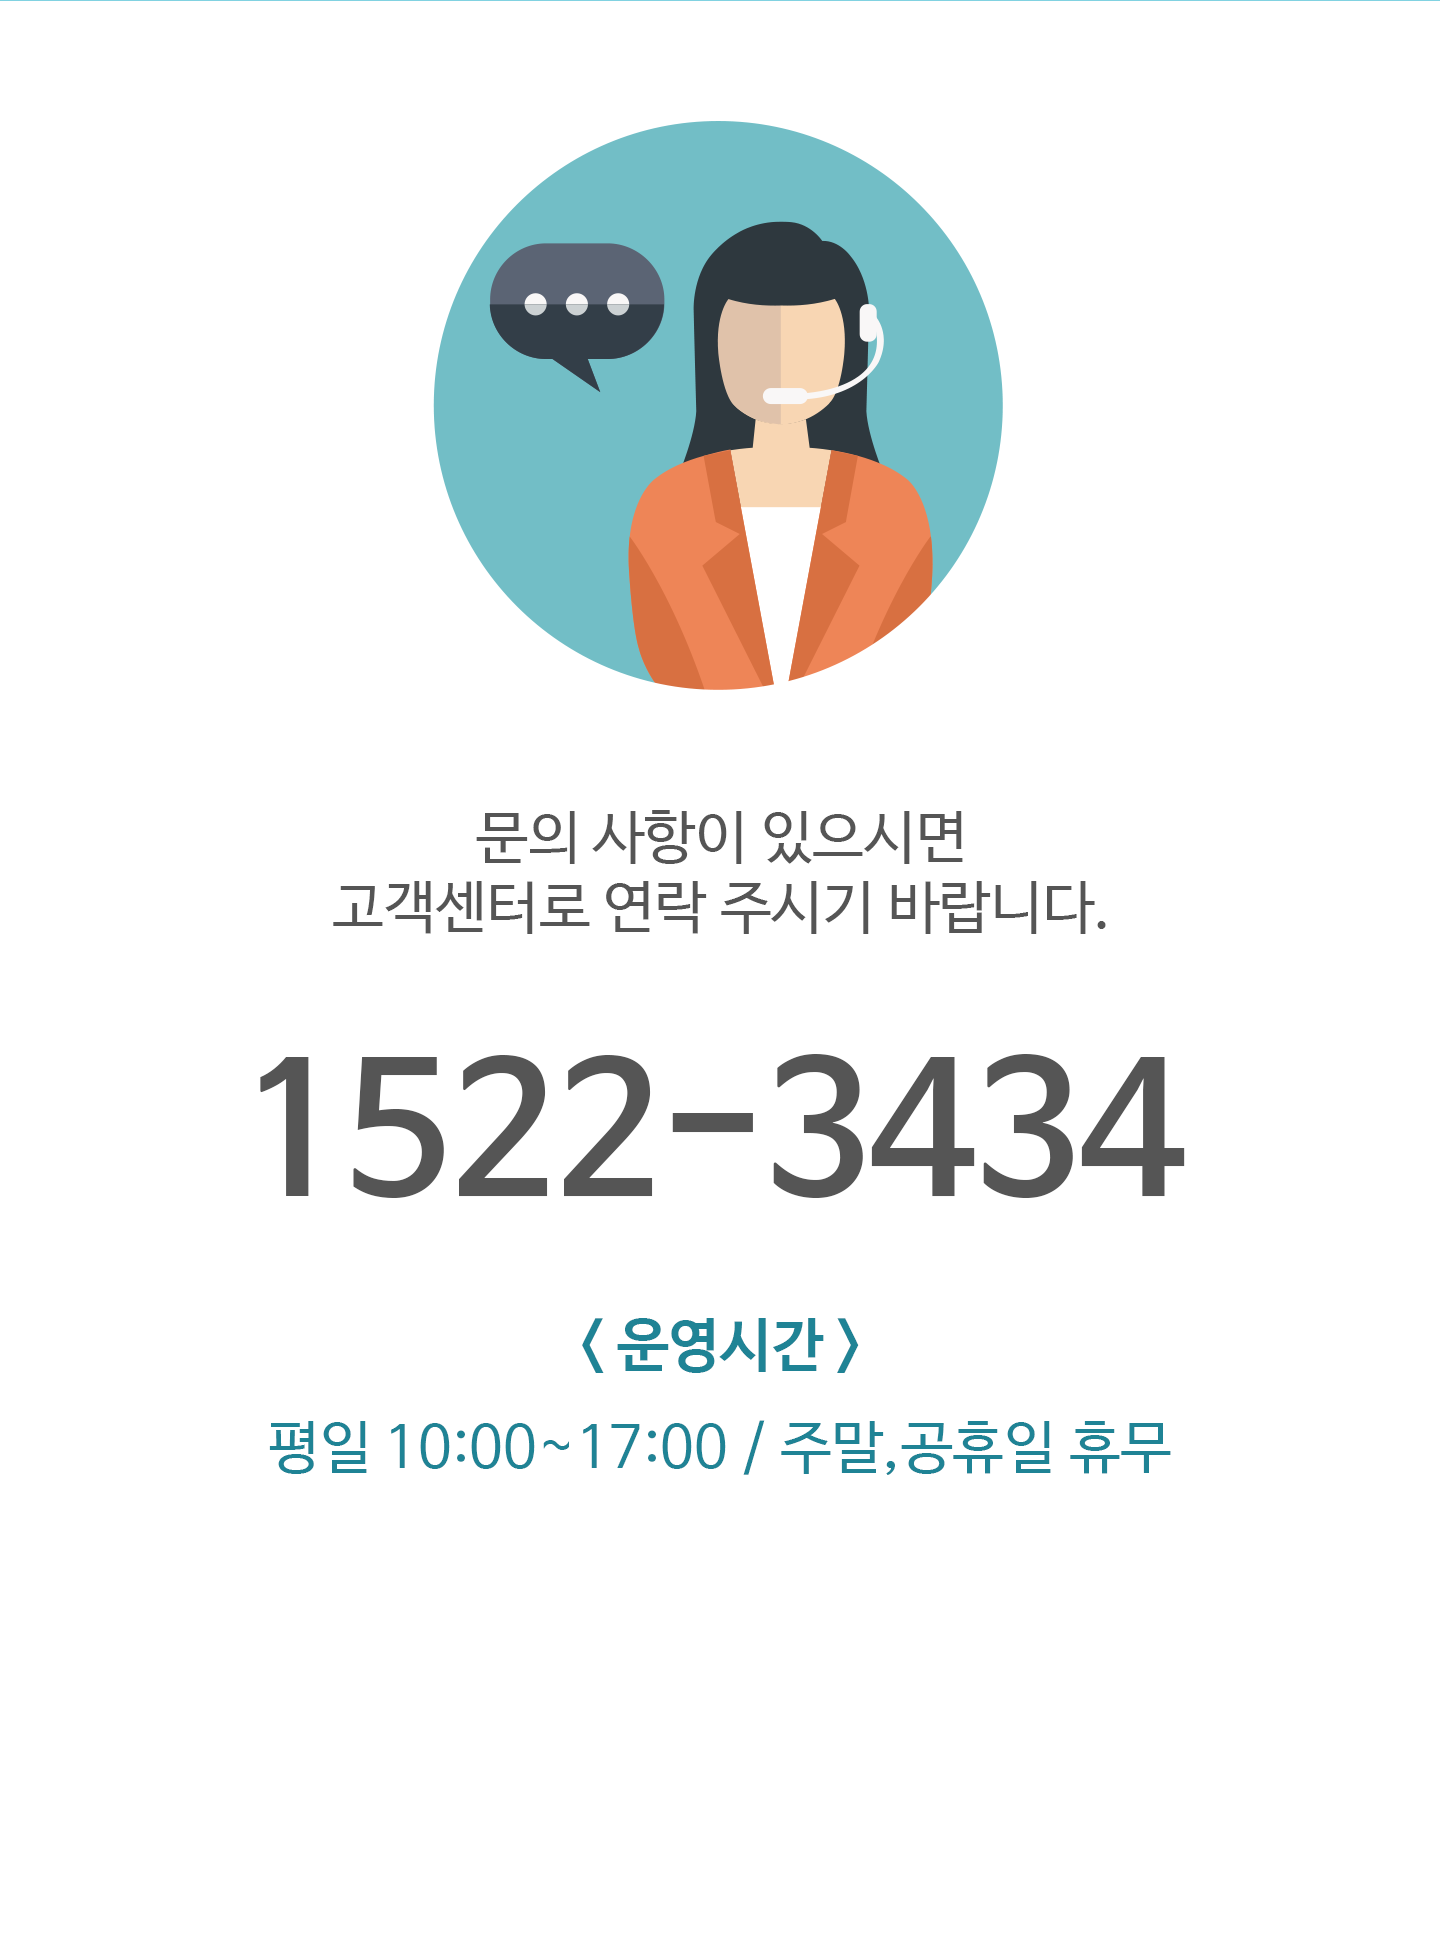 문의 사항이 있으시면
고객센터로 연락 주시기 바랍니다.
1522-3434
< 운영시간 >
평일 10:00~17:00 / 주말,공휴일 휴무